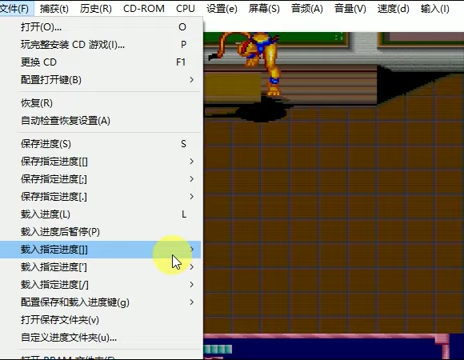 文件(F) 捕获(t) 历史(R) CD-ROM CPU 设置(e) 屏幕(S) 音频(A) 音量(V) 速度(d) 输入(I)
打开(O)... O
玩完整安装 CD 游戏(I)... P
更换 CD F1
配置打开键(B)
恢复(R)
自动检查恢复设置(A)
保存进度(S) S
保存指定进度[[]
保存指定进度[;]
保存指定进度[,]
载入进度(L) L
载入进度后暂停(P)
载入指定进度[]]
载入指定进度[']
载入指定进度[/]
配置保存和载入进度键(g)
打开保存文件夹(v)
自定义进度文件夹(u)...